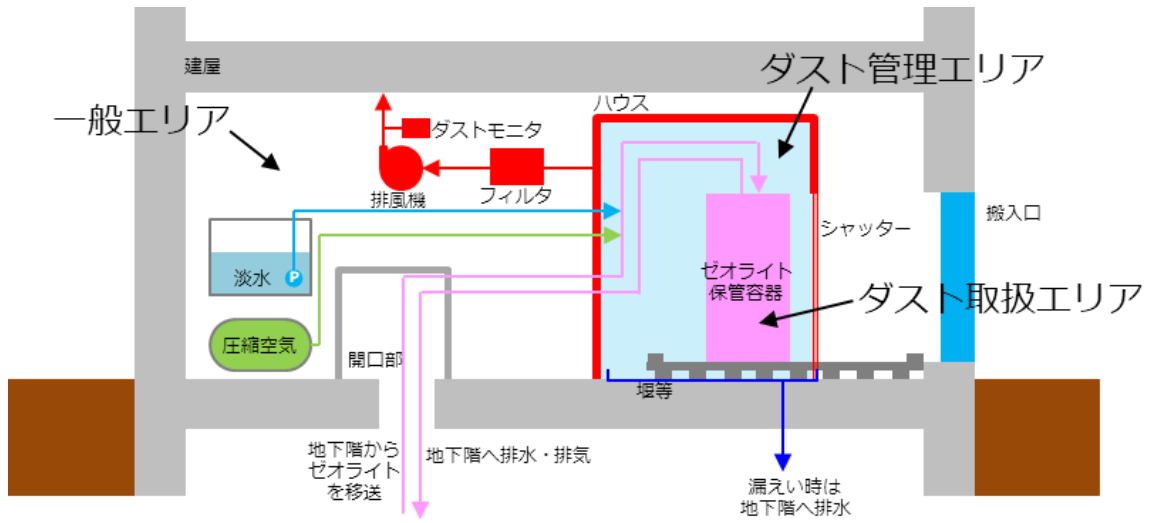 建屋
ダスト管理エリア
一般エリア
ハウス
ダストモニタ
排風機
フィルタ
搬入口
シャッター
淡水
P
ゼオライト
保管容器
ダスト取扱エリア
圧縮空気
開口部
堰等
地下階から
ゼオライト
を移送
地下階へ排水・排気
漏えい時は
地下階へ排水